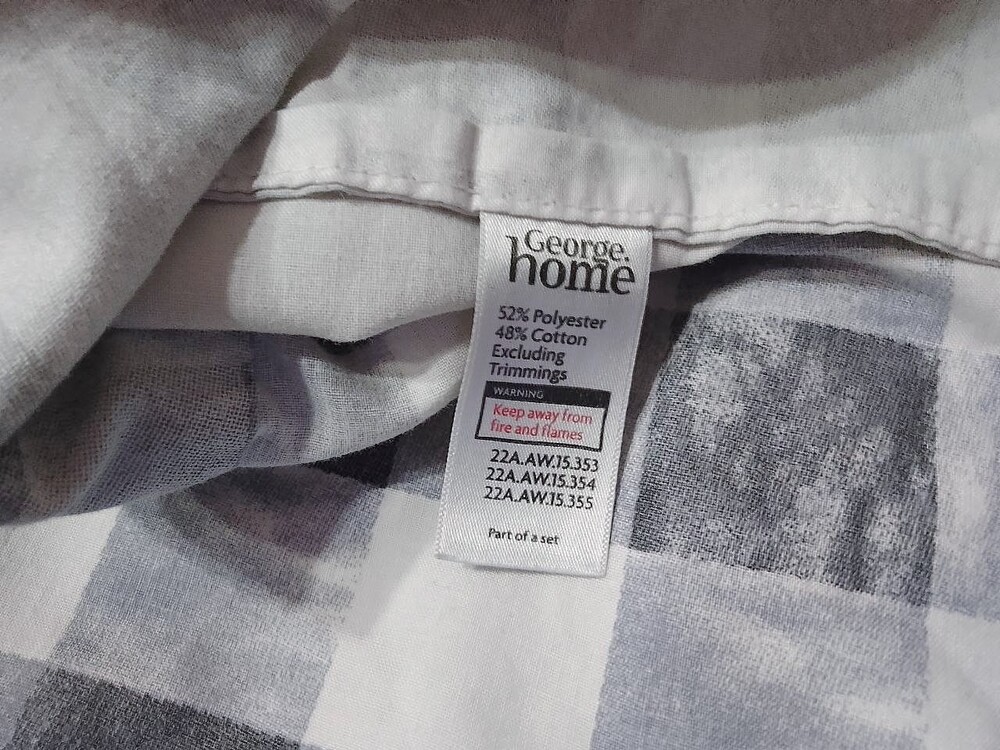 George.
home
52% Polyester
48% Cotton
Excluding
Trimmings
WARNING
Keep away from
fire and flames
22A.AW.15.353
22A.AW.15.354
22A.AW.15.355
Part of a set